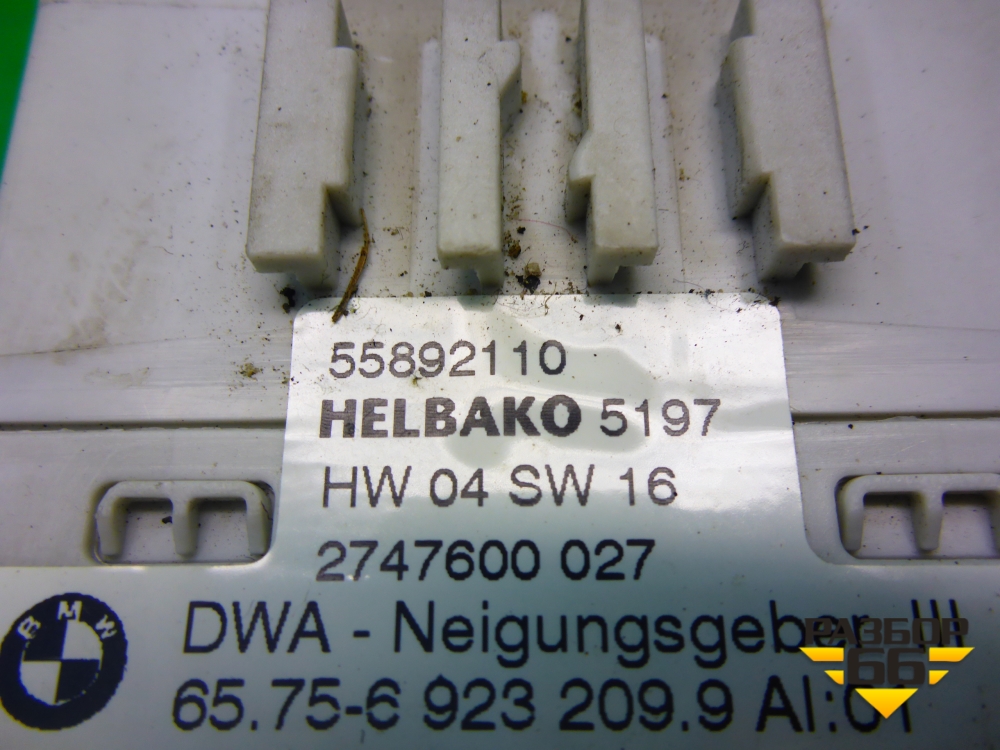 55892110
HELBAKO 5197
HW 04 SW 16
2747600 027
BMW
DWA - Neigungsgeber III
65.75-6 923 209.9 AI:01
РАЗБОР
66